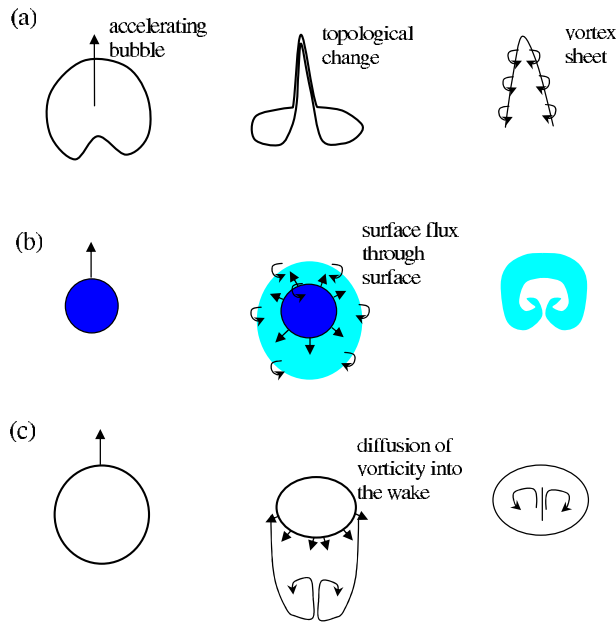 (a)
accelerating
bubble
topological
change
vortex
sheet
(b)
surface flux
through
surface
(c)
diffusion of
vorticity into
the wake